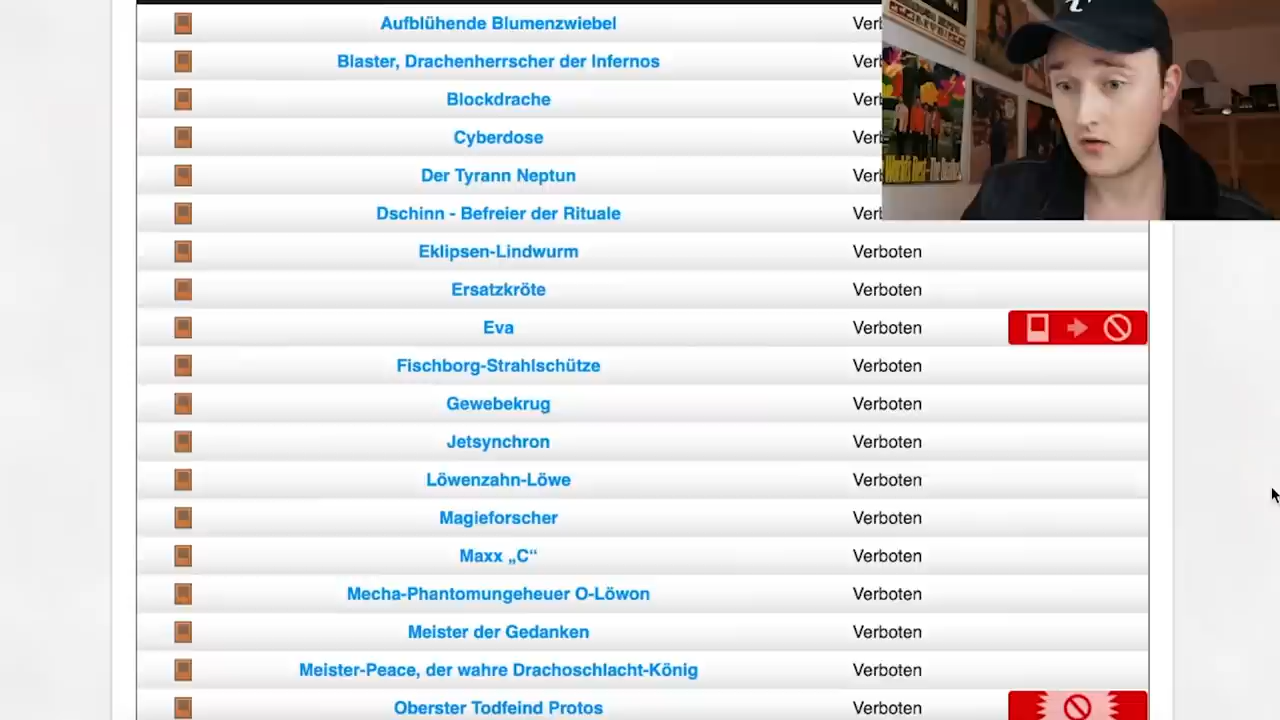 Aufblühende Blumenzwiebel
Blaster, Drachenherrscher der Infernos
Blockdrache
Cyberdose
Der Tyrann Neptun
Dschinn - Befreier der Rituale
Eklipsen-Lindwurm Verboten
Ersatzkröte Verboten
Eva Verboten
Fischborg-Strahlschütze Verboten
Gewebekrug Verboten
Jetsynchron Verboten
Löwenzahn-Löwe Verboten
Magieforscher Verboten
Maxx „C“ Verboten
Mecha-Phantomungeheuer O-Löwon Verboten
Meister der Gedanken Verboten
Meister-Peace, der wahre Drachoschlacht-König Verboten
Oberster Todfeind Protos Verboten